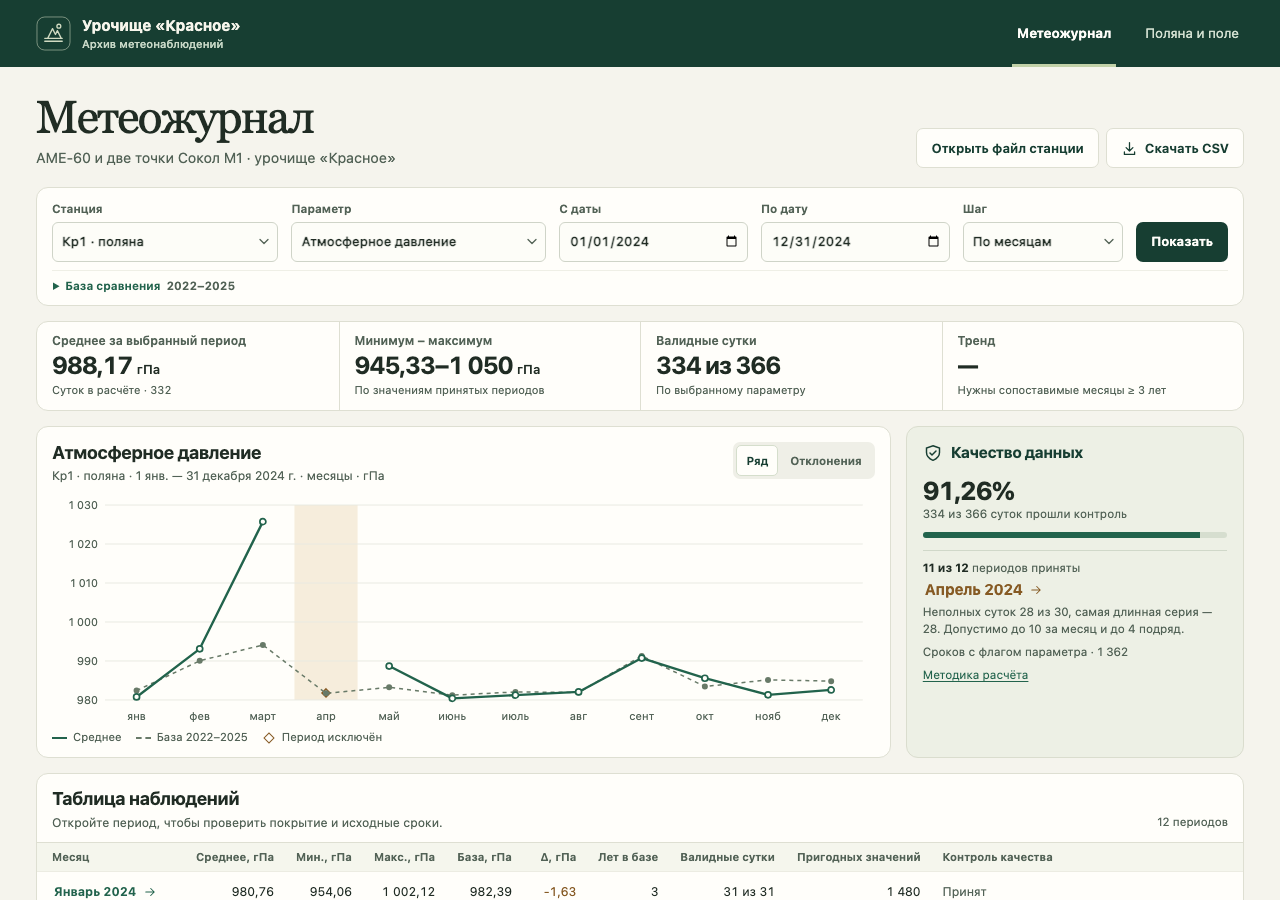 Урочище «Красное»
Архив метеонаблюдений
Метеожурнал
Поляна и поле
Метеожурнал
АМЕ-60 и две точки Сокол М1 · урочище «Красное»
Открыть файл станции
Скачать CSV
Станция
Параметр
С даты
По дату
Шаг
Кр1 · поляна
Атмосферное давление
01/01/2024
12/31/2024
По месяцам
Показать
База сравнения 2022–2025
Среднее за выбранный период
988,17 гПа
Суток в расчёте · 332
Минимум – максимум
945,33–1 050 гПа
По значениям принятых периодов
Валидные сутки
334 из 366
По выбранному параметру
Тренд
—
Нужны сопоставимые месяцы ≥ 3 лет
Атмосферное давление
Кр1 · поляна · 1 янв. — 31 декабря 2024 г. · месяцы · гПа
Ряд
Отклонения
1 030
1 020
1 010
1 000
990
980
янв фев март апр май июнь июль авг сент окт нояб дек
Среднее База 2022–2025 Период исключён
Качество данных
91,26%
334 из 366 суток прошли контроль
11 из 12 периодов приняты
Апрель 2024 →
Неполных суток 28 из 30, самая длинная серия —
28. Допустимо до 10 за месяц и до 4 подряд.
Сроков с флагом параметра · 1 362
Методика расчёта
Таблица наблюдений
Откройте период, чтобы проверить покрытие и исходные сроки.
12 периодов
Месяц Среднее, гПа Мин., гПа Макс., гПа База, гПа Δ, гПа Лет в базе Валидные сутки Пригодных значений Контроль качества
Январь 2024 → 980,76 954,06 1 002,12 982,39 -1,63 3 31 из 31 1 480 Принят